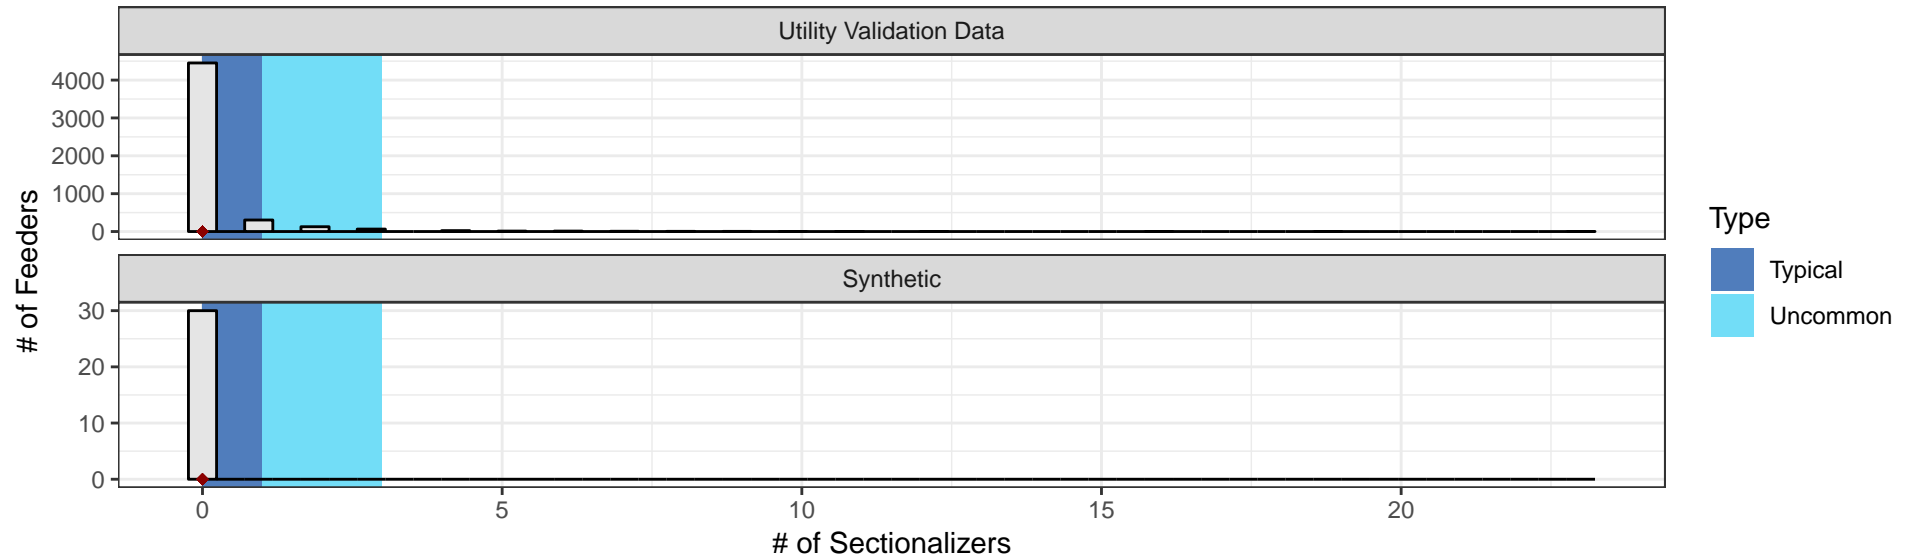 Utility Validation Data
4000
3000
2000
1000
0
# of Feeders
Synthetic
30
20
10
0
0 5 10 15 20
# of Sectionalizers
Type
Typical
Uncommon